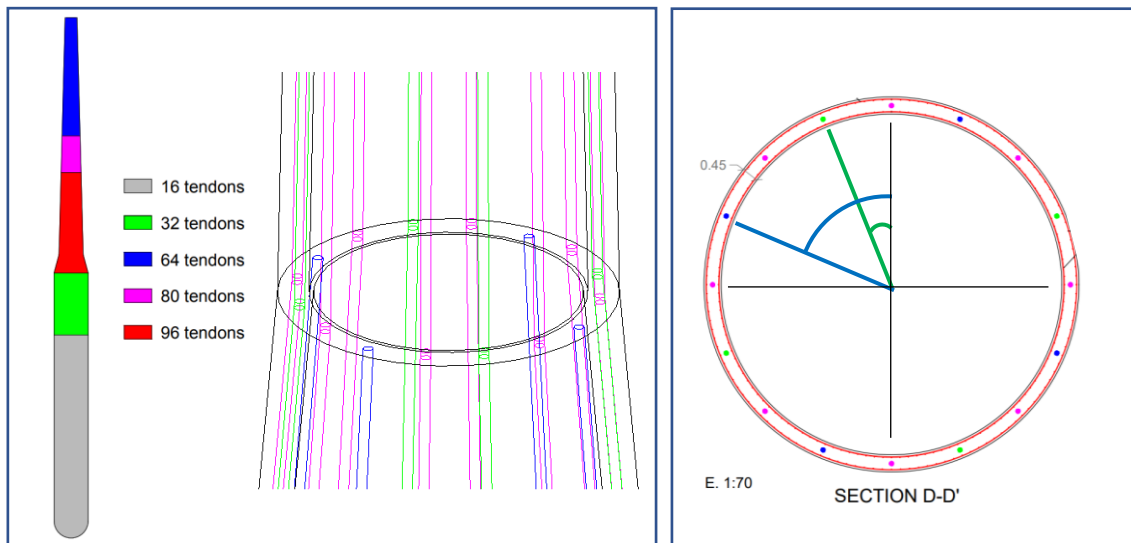 16 tendons
32 tendons
64 tendons
80 tendons
96 tendons
0.45
E. 1:70
SECTION D-D'